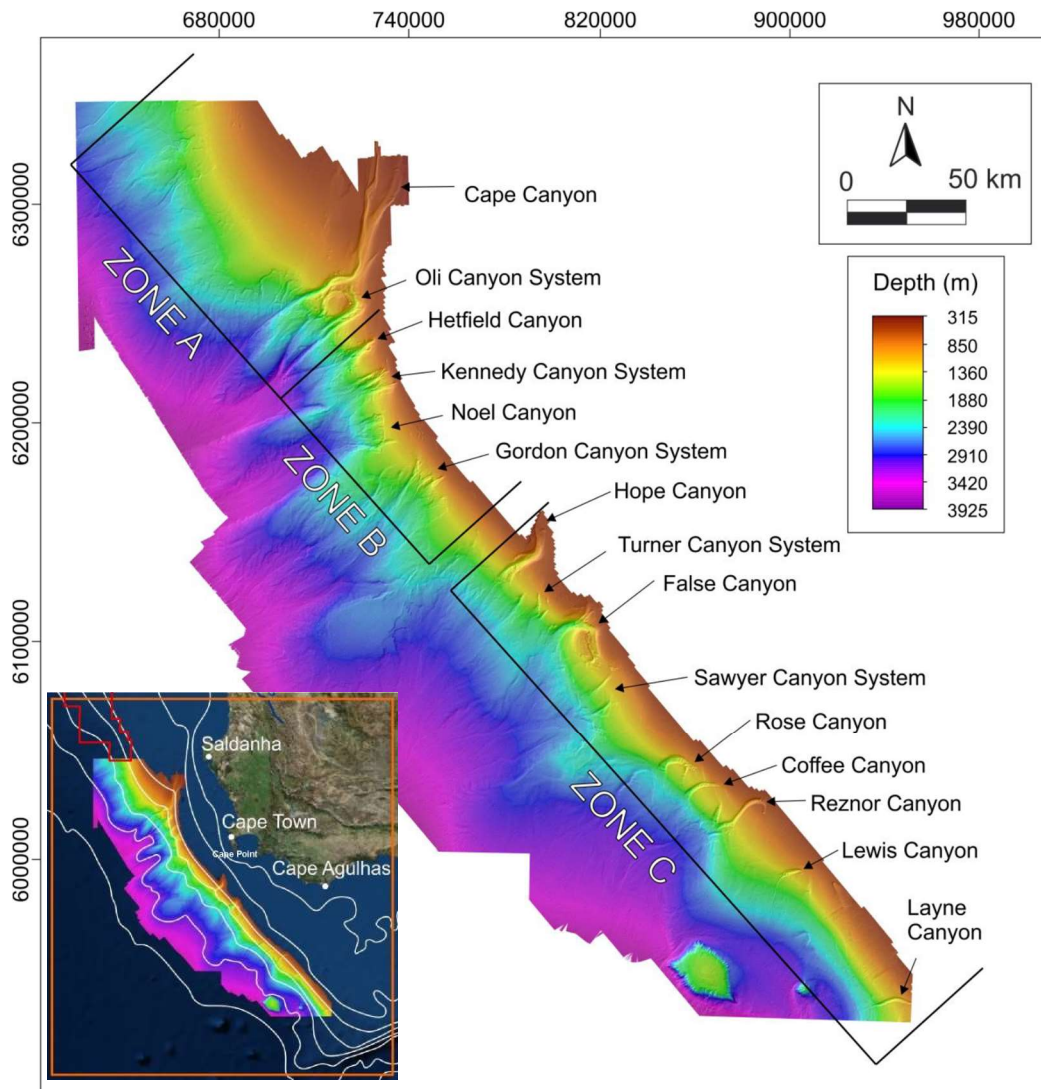 680000
740000
820000
900000
980000
6300000
6200000
6100000
6000000
N
0
50 km
Depth (m)
315
850
1360
1880
2390
2910
3420
3925
Cape Canyon
Oli Canyon System
Hetfield Canyon
Kennedy Canyon System
Noel Canyon
Gordon Canyon System
Hope Canyon
Turner Canyon System
False Canyon
Sawyer Canyon System
Rose Canyon
Coffee Canyon
Reznor Canyon
Lewis Canyon
Layne
Canyon
ZONE A
ZONE B
ZONE C
Saldanha
Cape Town
Cape Point
Cape Agulhas